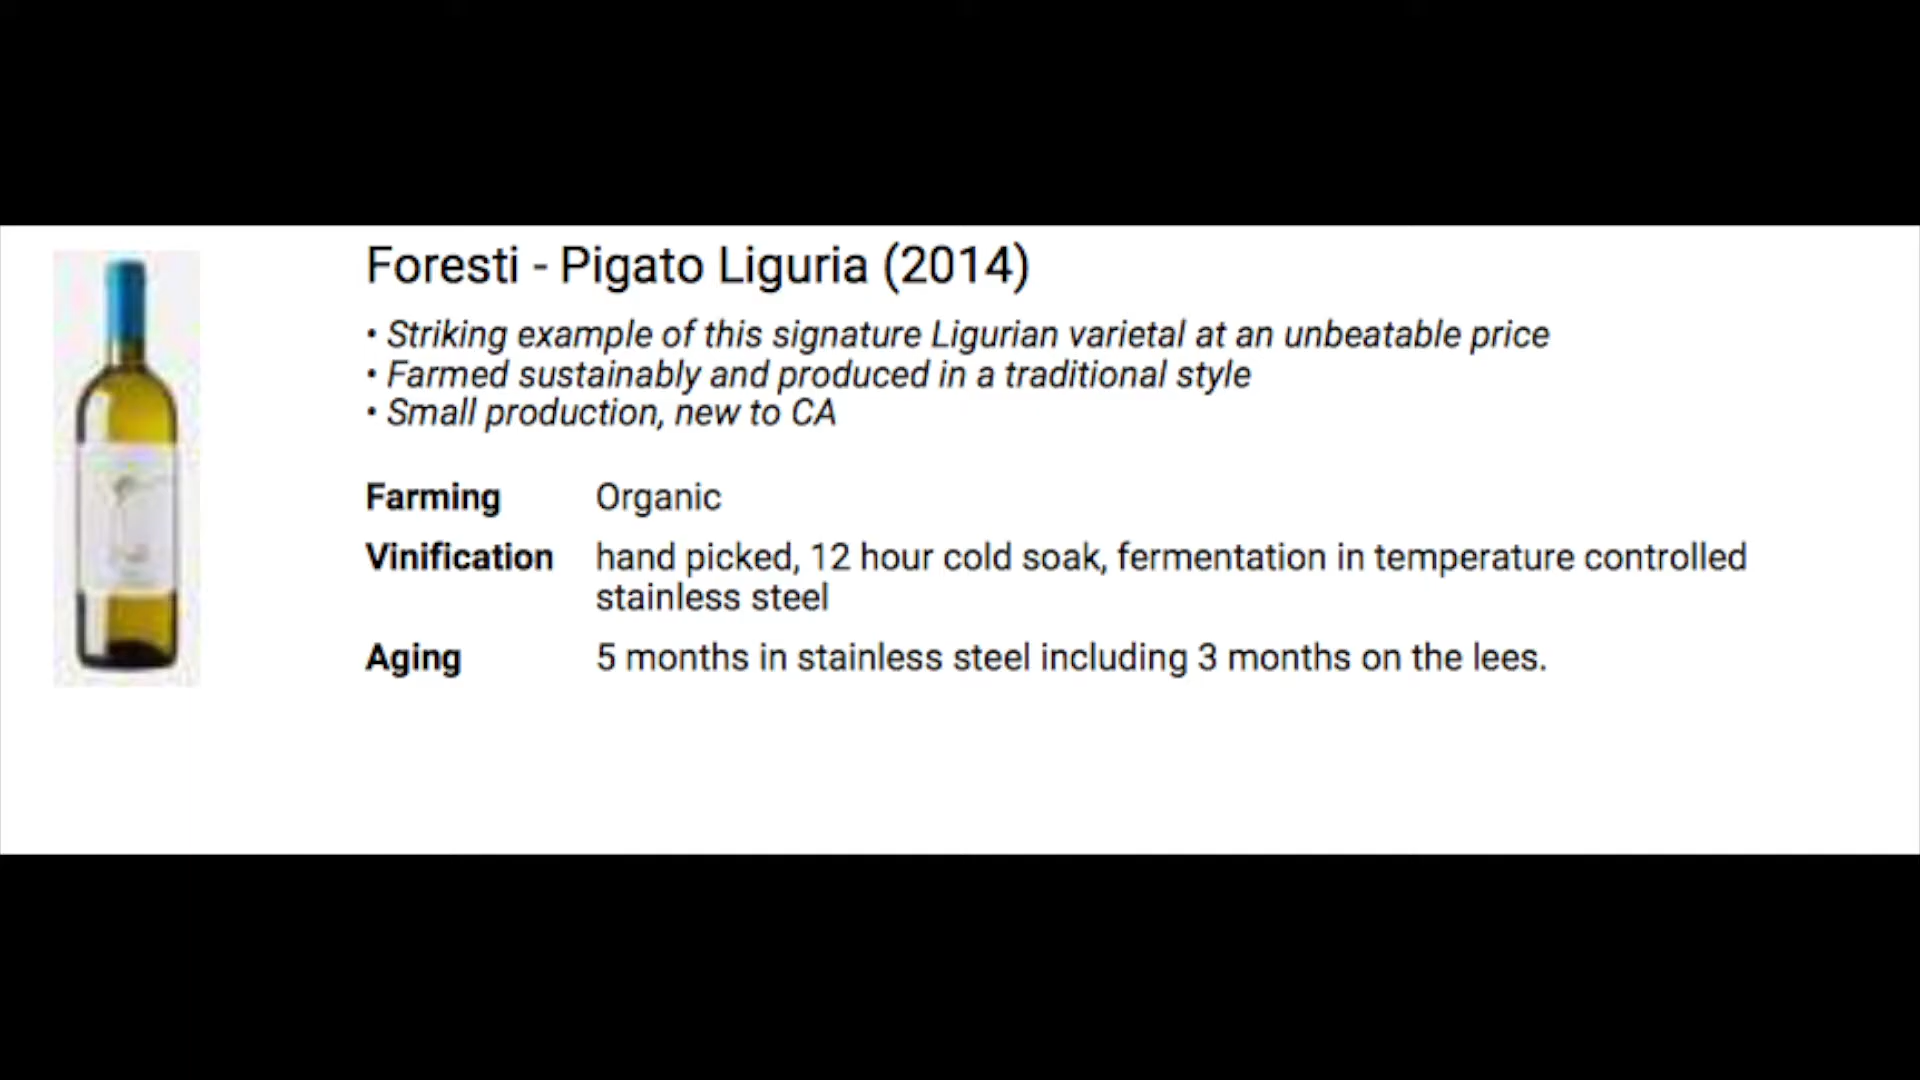 Foresti - Pigato Liguria (2014)
• Striking example of this signature Ligurian varietal at an unbeatable price
• Farmed sustainably and produced in a traditional style
• Small production, new to CA
Farming Organic
Vinification hand picked, 12 hour cold soak, fermentation in temperature controlled
stainless steel
Aging 5 months in stainless steel including 3 months on the lees.